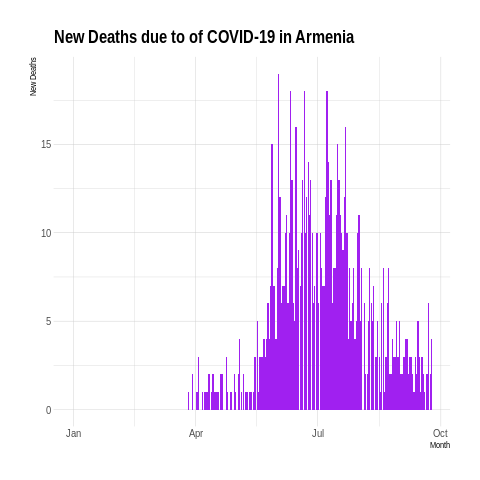 New Deaths due to of COVID-19 in Armenia
New Deaths
15
10
5
0
Jan Apr Jul Oct
Month